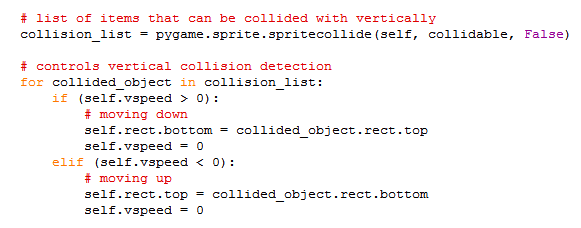 # list of items that can be collided with vertically
collision_list = pygame.sprite.spritecollide(self, collidable, False)

# controls vertical collision detection
for collided_object in collision_list:
    if (self.vspeed > 0):
        # moving down
        self.rect.bottom = collided_object.rect.top
        self.vspeed = 0
    elif (self.vspeed < 0):
        # moving up
        self.rect.top = collided_object.rect.bottom
        self.vspeed = 0